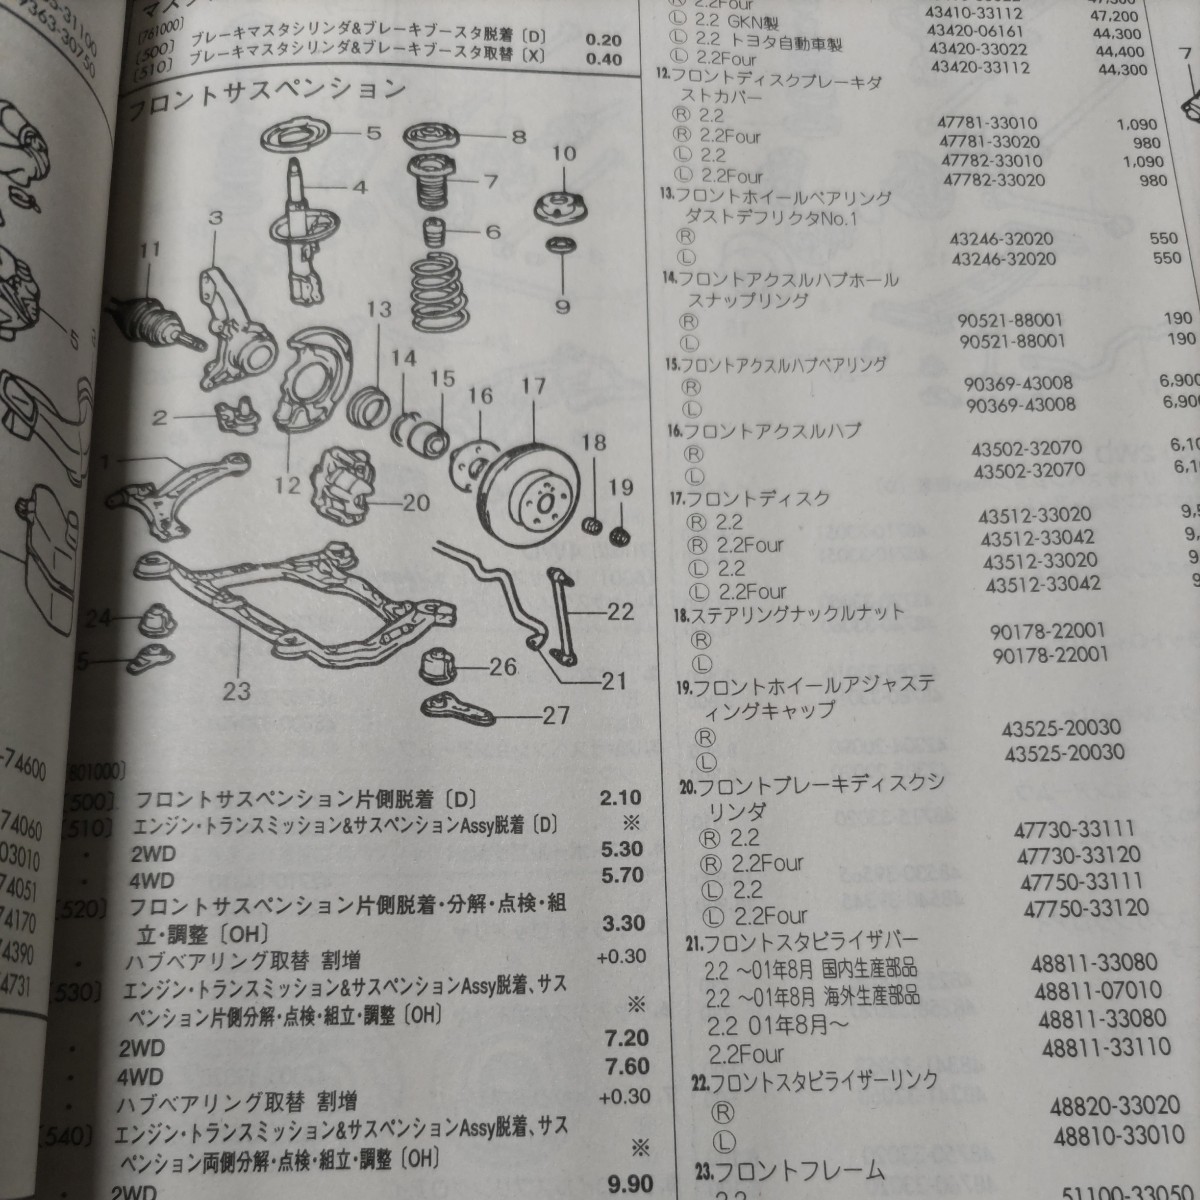 35-31100
9363-30750
-74600
74060
03010
74051
74170
74390
4731
[761000]
[500] ブレーキマスタシリンダ&ブレーキブースタ脱着〔D〕 0.20
[510] ブレーキマスタシリンダ&ブレーキブースタ取替〔X〕 0.40
フロントサスペンション
5
8
10
4
7
3
6
11
9
13
14
15
16
17
2
18
1
12
20
19
24
22
5
23
26
21
27
[801000]
[500] フロントサスペンション片側脱着〔D〕 2.10
[510] エンジン・トランスミッション&サスペンションAssy脱着〔D〕 ※
・ 2WD 5.30
・ 4WD 5.70
[520] フロントサスペンション片側脱着・分解・点検・組
立・調整〔OH〕 3.30
・ ハブベアリング取替 割増 +0.30
[530] エンジン・トランスミッション&サスペンションAssy脱着、サス
ペンション片側分解・点検・組立・調整〔OH〕 ※
・ 2WD 7.20
・ 4WD 7.60
・ ハブベアリング取替 割増 +0.30
[540] エンジン・トランスミッション&サスペンションAssy脱着、サス
ペンション両側分解・点検・組立・調整〔OH〕 ※
・ 2WD 9.90
Ⓡ 2.2Four 47,300
Ⓛ 2.2 GKN製 43410-33112 47,200
Ⓛ 2.2 トヨタ自動車製 43420-06161 44,300
Ⓛ 2.2Four 43420-33022 44,400
43420-33112 44,300
12.フロントディスクブレーキダ
ストカバー
Ⓡ 2.2 47781-33010 1,090
Ⓡ 2.2Four 47781-33020 980
Ⓛ 2.2 47782-33010 1,090
Ⓛ 2.2Four 47782-33020 980
13.フロントホイールベアリング
ダストデフリクタNo.1
Ⓡ 43246-32020 550
Ⓛ 43246-32020 550
14.フロントアクスルハブホール
スナップリング
Ⓡ 90521-88001 190
Ⓛ 90521-88001 190
15.フロントアクスルハブベアリング
Ⓡ 90369-43008 6,900
Ⓛ 90369-43008 6,900
16.フロントアクスルハブ
Ⓡ 43502-32070 6,10
Ⓛ 43502-32070 6,1
17.フロントディスク
Ⓡ 2.2 43512-33020
Ⓡ 2.2Four 43512-33042
Ⓛ 2.2 43512-33020
Ⓛ 2.2Four 43512-33042
18.ステアリングナックルナット
Ⓡ 90178-22001
Ⓛ 90178-22001
19.フロントホイールアジャステ
ィングキャップ
Ⓡ 43525-20030
Ⓛ 43525-20030
20.フロントブレーキディスクシ
リンダ
Ⓡ 2.2 47730-33111
Ⓡ 2.2Four 47730-33120
Ⓛ 2.2 47750-33111
Ⓛ 2.2Four 47750-33120
21.フロントスタビライザバー
2.2 ～01年8月 国内生産部品 48811-33080
2.2 ～01年8月 海外生産部品 48811-07010
2.2 01年8月～ 48811-33080
2.2Four 48811-33110
22.フロントスタビライザーリンク
Ⓡ 48820-33020
Ⓛ 48810-33010
23.フロントフレーム
2.2 51100-33050
7